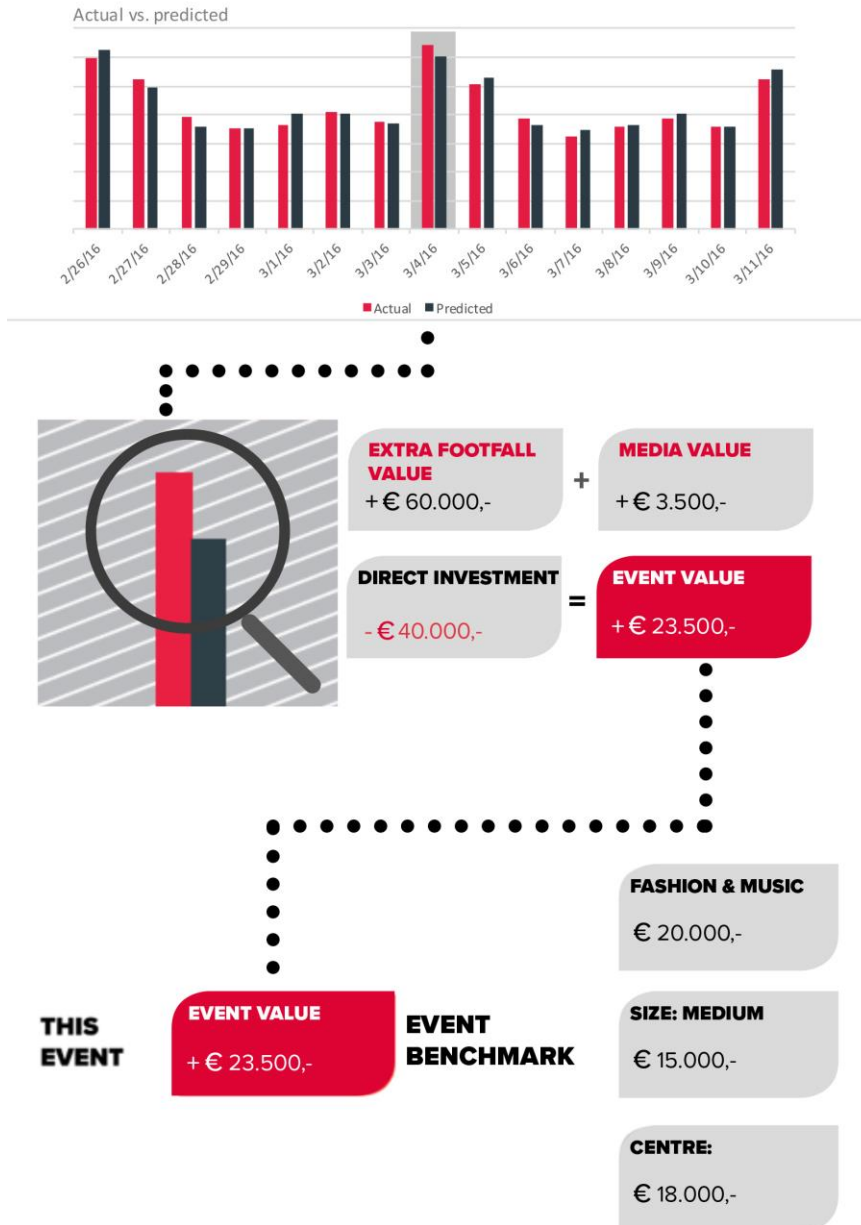 Actual vs. predicted
2/26/16
2/27/16
2/28/16
2/29/16
3/1/16
3/2/16
3/3/16
3/4/16
3/5/16
3/6/16
3/7/16
3/8/16
3/9/16
3/10/16
3/11/16
Actual
Predicted
EXTRA FOOTFALL
VALUE
+ € 60.000,-
+
MEDIA VALUE
+ € 3.500,-
DIRECT INVESTMENT
- € 40.000,-
=
EVENT VALUE
+ € 23.500,-
THIS
EVENT
EVENT VALUE
+ € 23.500,-
EVENT
BENCHMARK
FASHION & MUSIC
€ 20.000,-
SIZE: MEDIUM
€ 15.000,-
CENTRE:
€ 18.000,-